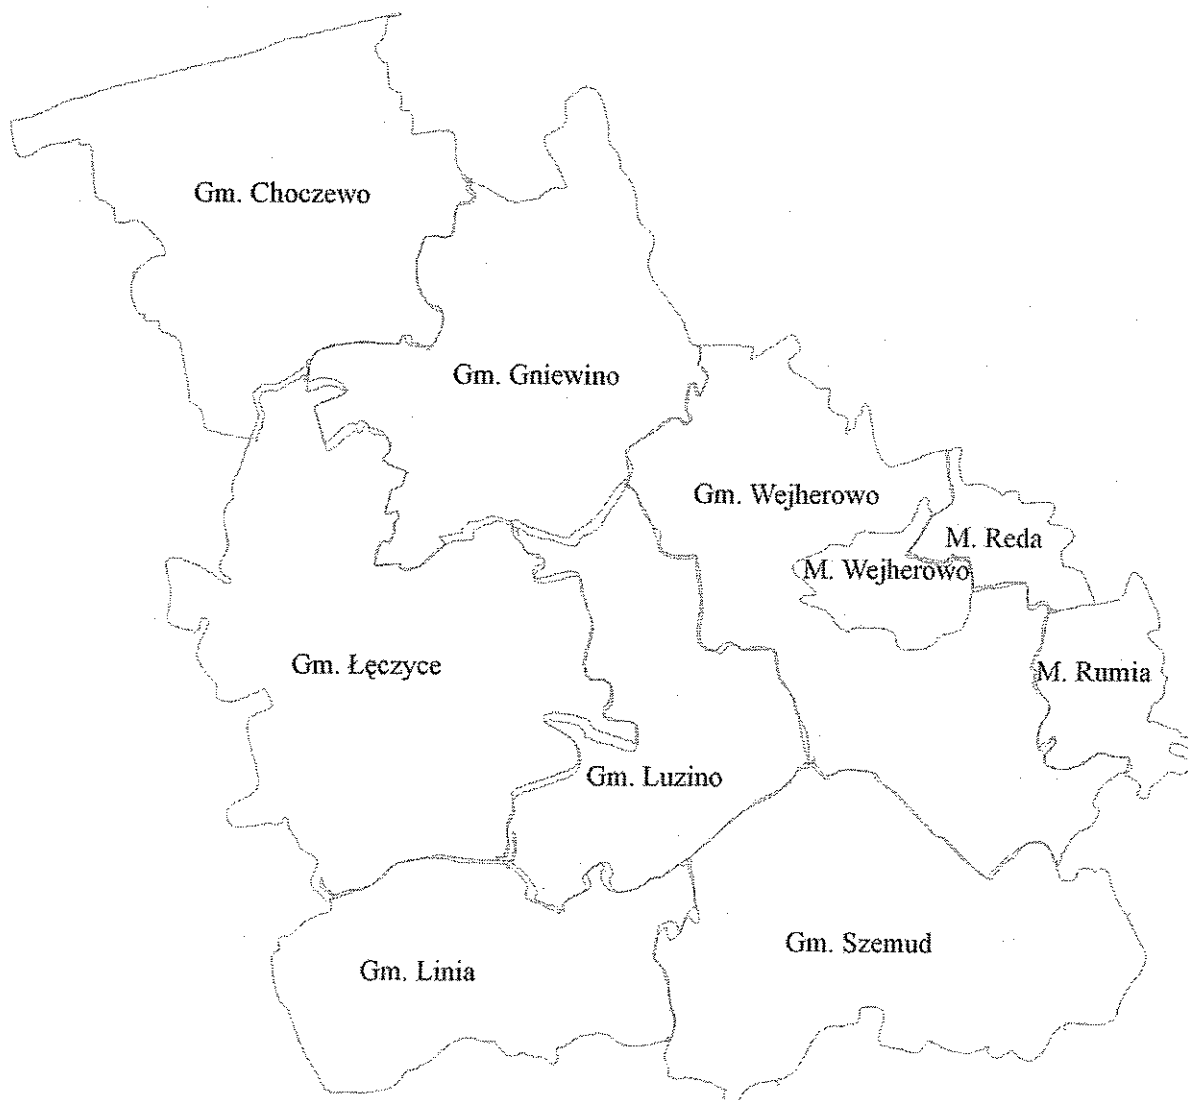 Gm. Choczewo
Gm. Gniewino
Gm. Wejherowo
M. Reda
M. Wejherowo
Gm. Łęczyce
M. Rumia
Gm. Luzino
Gm. Szemud
Gm. Linia